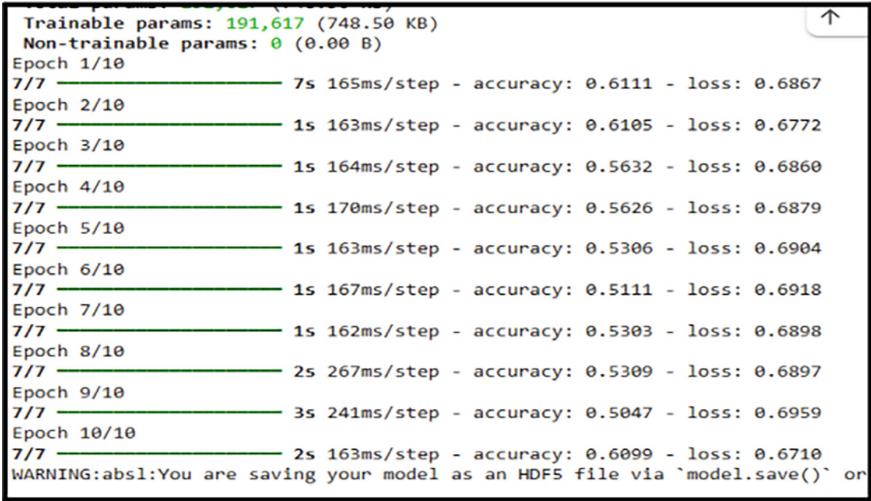 Trainable params: 191,617 (748.50 KB)
Non-trainable params: 0 (0.00 B)
Epoch 1/10
7/7 ━━━━━━━━━━━━━━━━━━━━ 7s 165ms/step - accuracy: 0.6111 - loss: 0.6867
Epoch 2/10
7/7 ━━━━━━━━━━━━━━━━━━━━ 1s 163ms/step - accuracy: 0.6105 - loss: 0.6772
Epoch 3/10
7/7 ━━━━━━━━━━━━━━━━━━━━ 1s 164ms/step - accuracy: 0.5632 - loss: 0.6860
Epoch 4/10
7/7 ━━━━━━━━━━━━━━━━━━━━ 1s 170ms/step - accuracy: 0.5626 - loss: 0.6879
Epoch 5/10
7/7 ━━━━━━━━━━━━━━━━━━━━ 1s 163ms/step - accuracy: 0.5306 - loss: 0.6904
Epoch 6/10
7/7 ━━━━━━━━━━━━━━━━━━━━ 1s 167ms/step - accuracy: 0.5111 - loss: 0.6918
Epoch 7/10
7/7 ━━━━━━━━━━━━━━━━━━━━ 1s 162ms/step - accuracy: 0.5303 - loss: 0.6898
Epoch 8/10
7/7 ━━━━━━━━━━━━━━━━━━━━ 2s 267ms/step - accuracy: 0.5309 - loss: 0.6897
Epoch 9/10
7/7 ━━━━━━━━━━━━━━━━━━━━ 3s 241ms/step - accuracy: 0.5047 - loss: 0.6959
Epoch 10/10
7/7 ━━━━━━━━━━━━━━━━━━━━ 2s 163ms/step - accuracy: 0.6099 - loss: 0.6710
WARNING:absl:You are saving your model as an HDF5 file via `model.save()` or